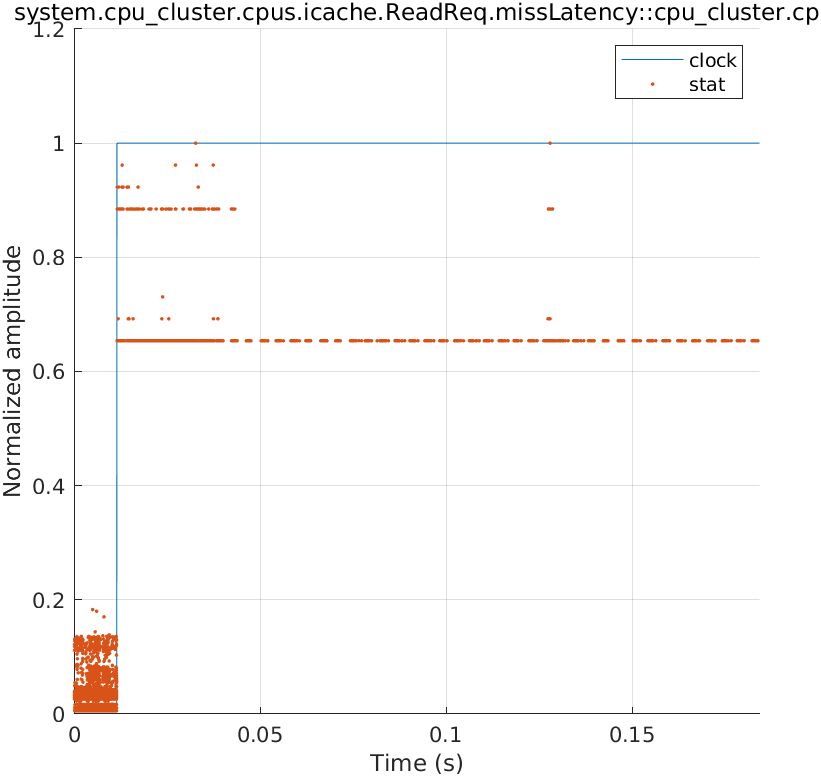 system.cpu_cluster.cpus.icache.ReadReq.missLatency::cpu_cluster.cp
1.2
1
0.8
0.6
0.4
0.2
0
0
0.05
0.1
0.15
Normalized amplitude
Time (s)
clock
stat